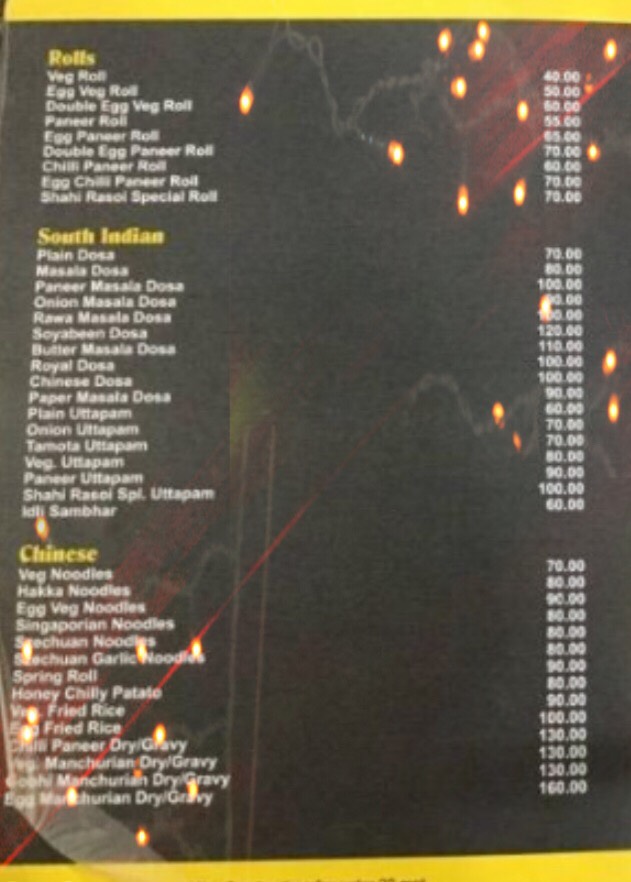 Rolls
Veg Roll 40.00
Egg Veg Roll 50.00
Double Egg Veg Roll 60.00
Paneer Roll 55.00
Egg Paneer Roll 65.00
Double Egg Paneer Roll 70.00
Chilli Paneer Roll 60.00
Egg Chilli Paneer Roll 70.00
Shahi Rasoi Special Roll 70.00
South Indian
Plain Dosa 70.00
Masala Dosa 80.00
Paneer Masala Dosa 100.00
Onion Masala Dosa
Rawa Masala Dosa
Soyabeen Dosa 120.00
Butter Masala Dosa 110.00
Royal Dosa 100.00
Chinese Dosa 100.00
Paper Masala Dosa 90.00
Plain Uttapam 60.00
Onion Uttapam 70.00
Tamota Uttapam 70.00
Veg. Uttapam 80.00
Paneer Uttapam 90.00
Shahi Rasoi Spl. Uttapam 100.00
Idli Sambhar 60.00
Chinese
Veg Noodles 70.00
Hakka Noodles 80.00
Egg Veg Noodles 90.00
Singaporian Noodles 80.00
Szechuan Noodles 80.00
Szechuan Garlic Noodles 80.00
Spring Roll 90.00
Honey Chilly Patato 80.00
Veg. Fried Rice 90.00
Egg Fried Rice 100.00
Chilli Paneer Dry/Gravy 130.00
Veg. Manchurian Dry/Gravy 130.00
Goobhi Manchurian Dry/Gravy 130.00
Egg Manchurian Dry/Gravy 160.00